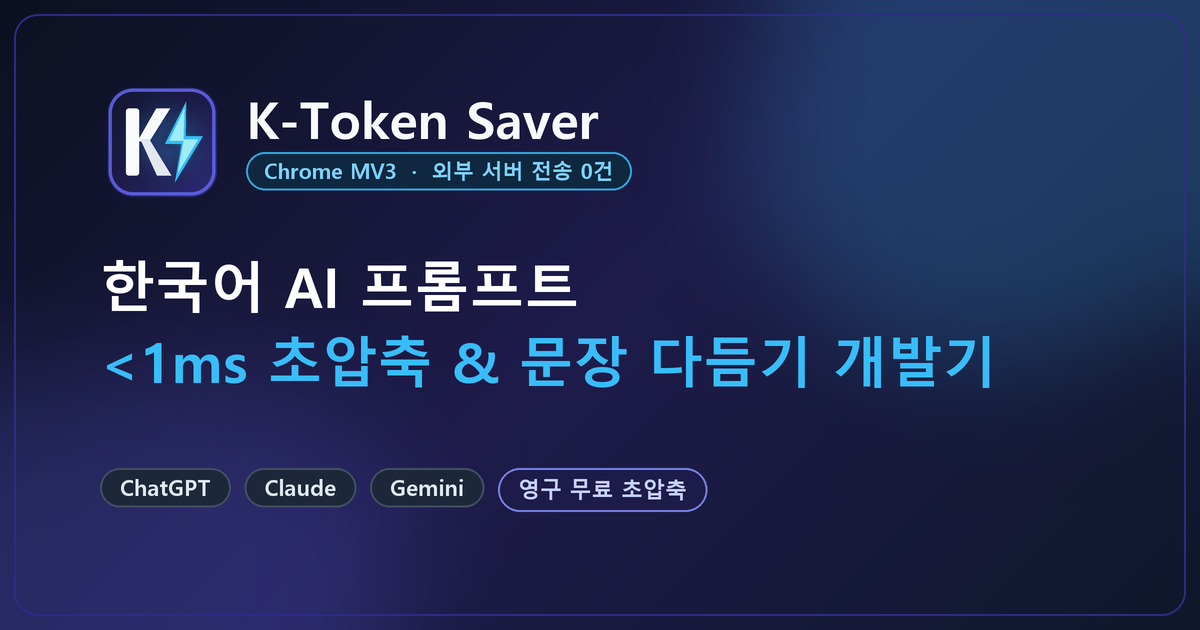 K
K-Token Saver
Chrome MV3 · 외부 서버 전송 0건
한국어 AI 프롬프트
<1ms 초압축 & 문장 다듬기 개발기
ChatGPT Claude Gemini 영구 무료 초압축